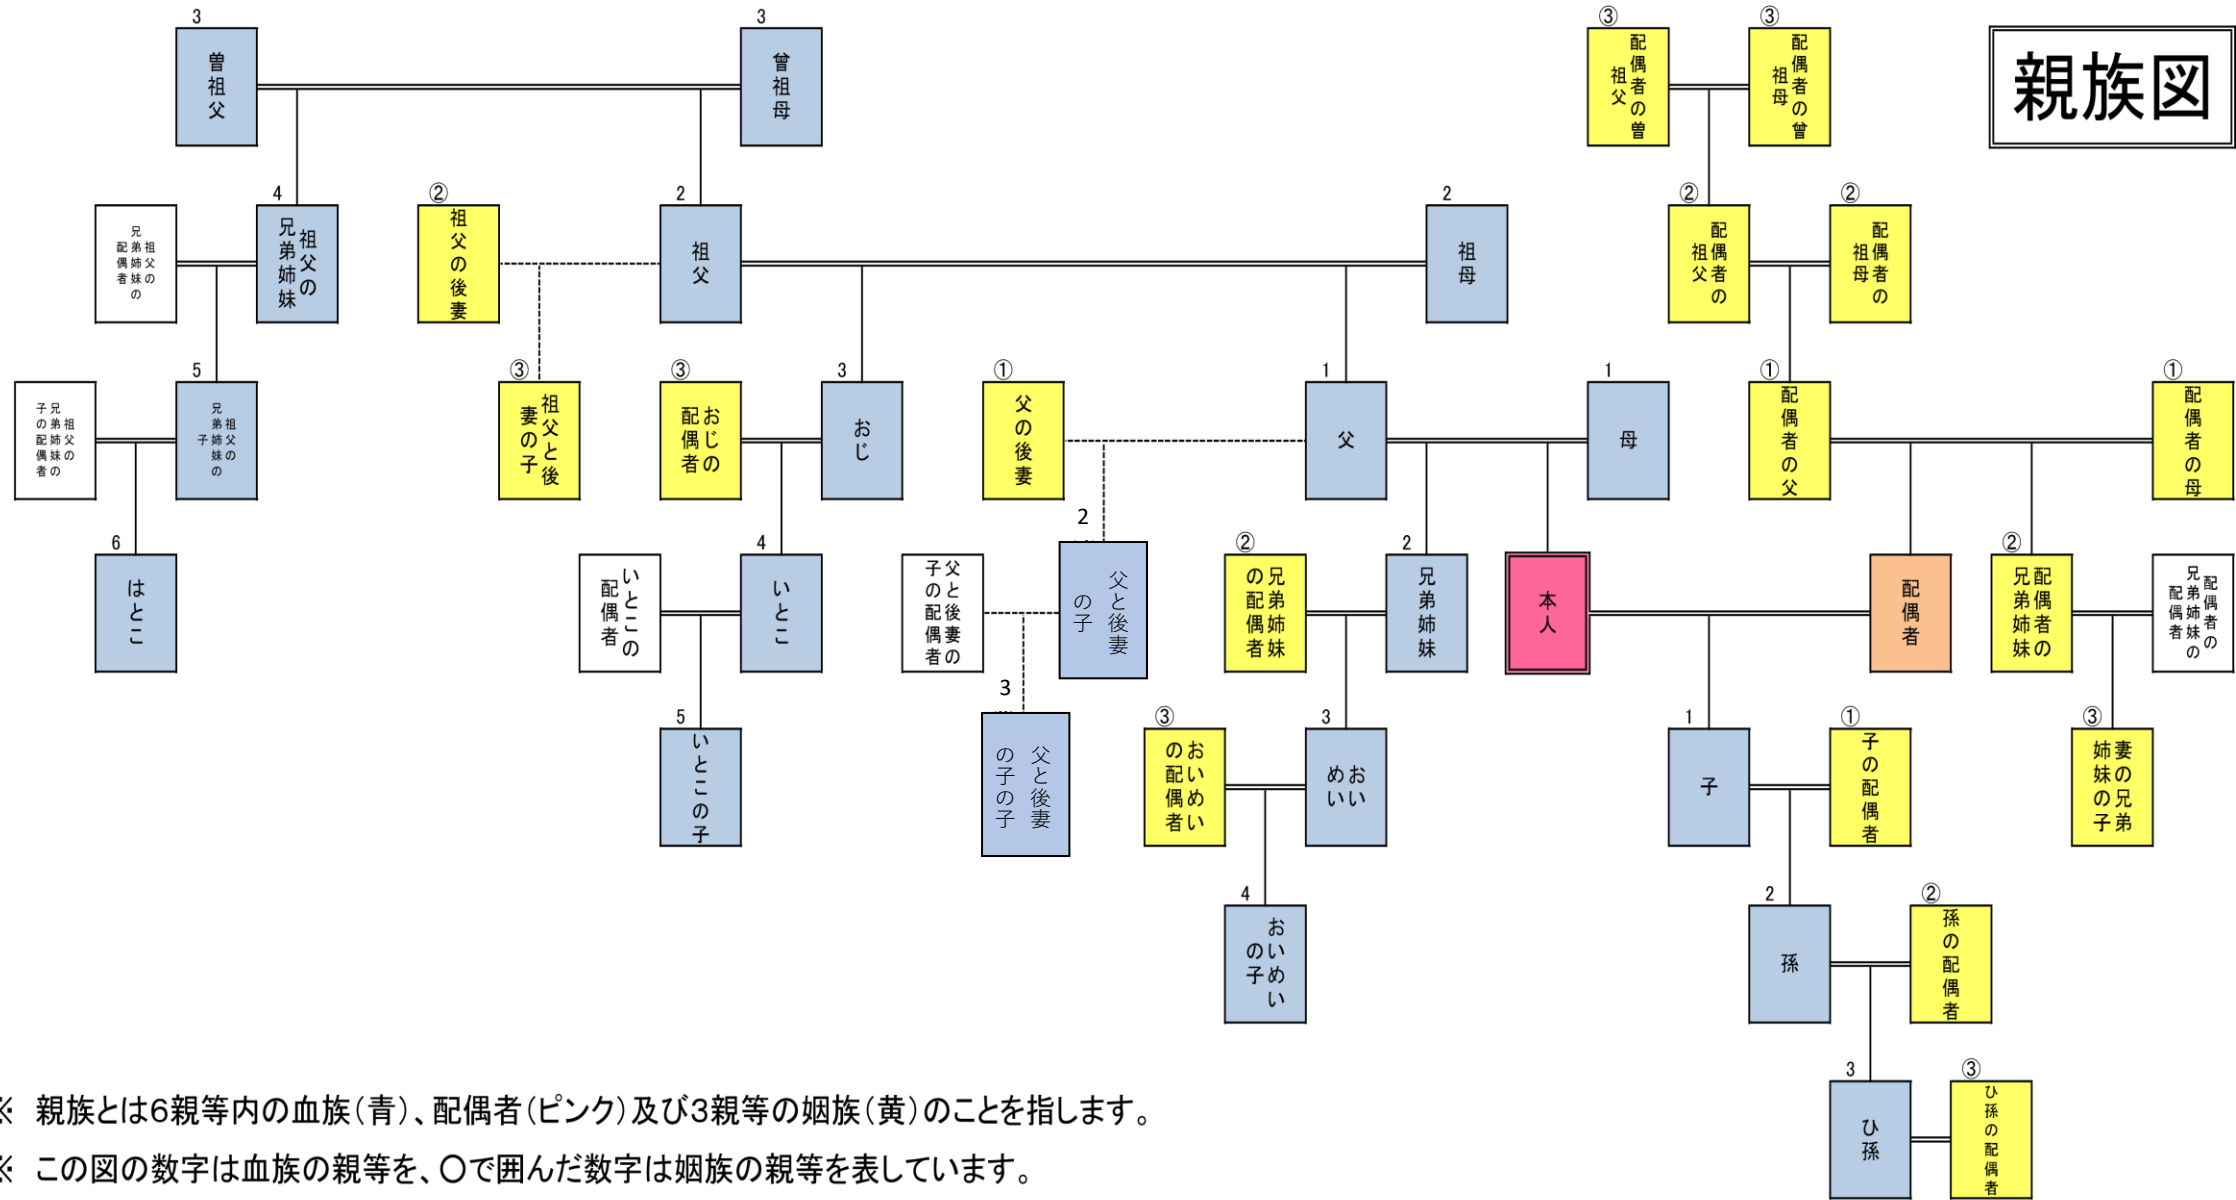 親族図
3
曽祖父
3
曾祖母
③
配偶者の曽
祖父
③
配偶者の曾
祖母
祖父の
兄弟姉妹の
配偶者
4
祖父の
兄弟姉妹
②
祖父の後妻
2
祖父
2
祖母
②
配偶者の
祖父
②
配偶者の
祖母
祖父の
兄弟姉妹の
子の配偶者
5
祖父の
兄弟姉妹の
子
③
祖父と後
妻の子
③
おじの
配偶者
3
おじ
①
父の後妻
1
父
1
母
①
配偶者の父
①
配偶者の母
6
はとこ
いとこの
配偶者
4
いとこ
父と後妻の
子の配偶者
2
父と後妻
の子
②
兄弟姉妹
の配偶者
2
兄弟姉妹
本人
配偶者
②
配偶者の
兄弟姉妹
配偶者の
兄弟姉妹の
配偶者
5
いとこの子
3
父と後妻
の子の子
③
おいめい
の配偶者
3
おい
めい
1
子
①
子の配偶者
③
妻の兄弟
姉妹の子
4
おいめい
の子
2
孫
②
孫の配偶者
3
ひ孫
③
ひ孫の配偶者
※　親族とは6親等内の血族（青）、配偶者（ピンク）及び3親等の姻族（黄）のことを指します。
※　この図の数字は血族の親等を、〇で囲んだ数字は姻族の親等を表しています。